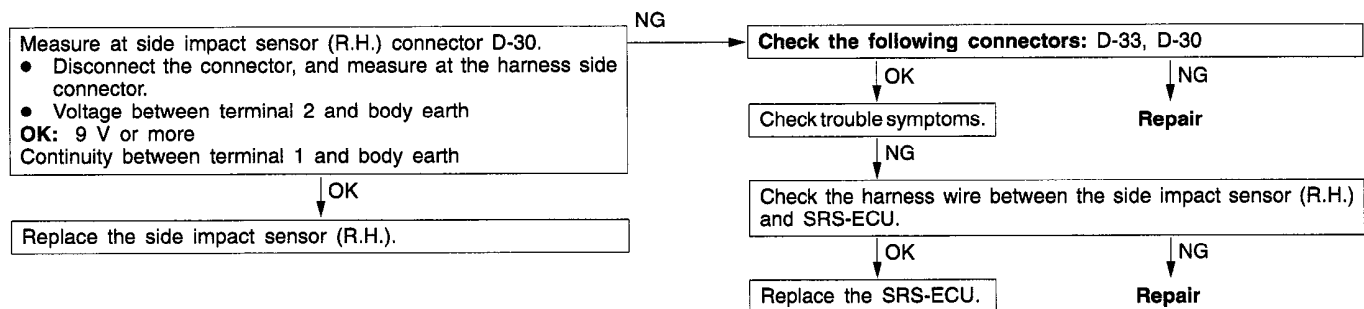 Measure at side impact sensor (R.H.) connector D-30.
● Disconnect the connector, and measure at the harness side
connector.
● Voltage between terminal 2 and body earth
OK: 9 V or more
Continuity between terminal 1 and body earth
NG
Check the following connectors: D-33, D-30
OK
NG
Check trouble symptoms.
Repair
NG
OK
Check the harness wire between the side impact sensor (R.H.)
and SRS-ECU.
Replace the side impact sensor (R.H.).
OK
NG
Replace the SRS-ECU.
Repair